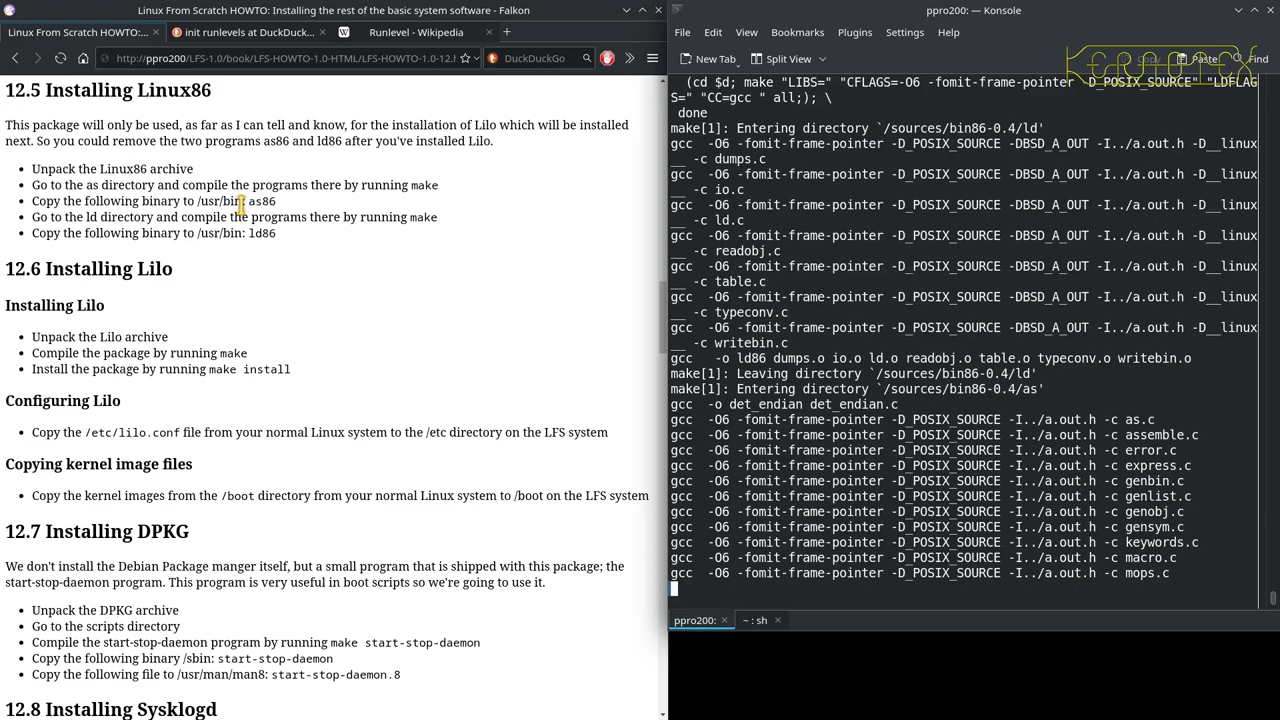 Linux From Scratch HOWTO: Installing the rest of the basic system software - Falkon
Linux From Scratch HOWTO:...
init runlevels at DuckDuck...
Runlevel - Wikipedia
http://ppro200/LFS-1.0/book/LFS-HOWTO-1.0-HTML/LFS-HOWTO-1.0-12.h
DuckDuckGo
12.5 Installing Linux86
This package will only be used, as far as I can tell and know, for the installation of Lilo which will be installed
next. So you could remove the two programs as86 and ld86 after you've installed Lilo.
Unpack the Linux86 archive
Go to the as directory and compile the programs there by running make
Copy the following binary to /usr/bin: as86
Go to the ld directory and compile the programs there by running make
Copy the following binary to /usr/bin: ld86
12.6 Installing Lilo
Installing Lilo
Unpack the Lilo archive
Compile the package by running make
Install the package by running make install
Configuring Lilo
Copy the /etc/lilo.conf file from your normal Linux system to the /etc directory on the LFS system
Copying kernel image files
Copy the kernel images from the /boot directory from your normal Linux system to /boot on the LFS system
12.7 Installing DPKG
We don't install the Debian Package manger itself, but a small program that is shipped with this package; the
start-stop-daemon program. This program is very useful in boot scripts so we're going to use it.
Unpack the DPKG archive
Go to the scripts directory
Compile the start-stop-daemon program by running make start-stop-daemon
Copy the following binary /sbin: start-stop-daemon
Copy the following file to /usr/man/man8: start-stop-daemon.8
12.8 Installing Sysklogd
ppro200: — Konsole
File Edit View Bookmarks Plugins Settings Help
New Tab Split View Copy Paste Find
(cd $d; make "LIBS=" "CFLAGS=-O6 -fomit-frame-pointer -D_POSIX_SOURCE" "LDFLAG
S=" "CC=gcc " all;); \
done
make[1]: Entering directory `/sources/bin86-0.4/ld'
gcc -O6 -fomit-frame-pointer -D_POSIX_SOURCE -DBSD_A_OUT -I../a.out.h -D__linux
__ -c dumps.c
gcc -O6 -fomit-frame-pointer -D_POSIX_SOURCE -DBSD_A_OUT -I../a.out.h -D__linux
__ -c io.c
gcc -O6 -fomit-frame-pointer -D_POSIX_SOURCE -DBSD_A_OUT -I../a.out.h -D__linux
__ -c ld.c
gcc -O6 -fomit-frame-pointer -D_POSIX_SOURCE -DBSD_A_OUT -I../a.out.h -D__linux
__ -c readobj.c
gcc -O6 -fomit-frame-pointer -D_POSIX_SOURCE -DBSD_A_OUT -I../a.out.h -D__linux
__ -c table.c
gcc -O6 -fomit-frame-pointer -D_POSIX_SOURCE -DBSD_A_OUT -I../a.out.h -D__linux
__ -c typeconv.c
gcc -O6 -fomit-frame-pointer -D_POSIX_SOURCE -DBSD_A_OUT -I../a.out.h -D__linux
__ -c writebin.c
gcc -o ld86 dumps.o io.o ld.o readobj.o table.o typeconv.o writebin.o
make[1]: Leaving directory `/sources/bin86-0.4/ld'
make[1]: Entering directory `/sources/bin86-0.4/as'
gcc -o det_endian det_endian.c
gcc -O6 -fomit-frame-pointer -D_POSIX_SOURCE -I../a.out.h -c as.c
gcc -O6 -fomit-frame-pointer -D_POSIX_SOURCE -I../a.out.h -c assemble.c
gcc -O6 -fomit-frame-pointer -D_POSIX_SOURCE -I../a.out.h -c error.c
gcc -O6 -fomit-frame-pointer -D_POSIX_SOURCE -I../a.out.h -c express.c
gcc -O6 -fomit-frame-pointer -D_POSIX_SOURCE -I../a.out.h -c genbin.c
gcc -O6 -fomit-frame-pointer -D_POSIX_SOURCE -I../a.out.h -c genlist.c
gcc -O6 -fomit-frame-pointer -D_POSIX_SOURCE -I../a.out.h -c genobj.c
gcc -O6 -fomit-frame-pointer -D_POSIX_SOURCE -I../a.out.h -c gensym.c
gcc -O6 -fomit-frame-pointer -D_POSIX_SOURCE -I../a.out.h -c keywords.c
gcc -O6 -fomit-frame-pointer -D_POSIX_SOURCE -I../a.out.h -c macro.c
gcc -O6 -fomit-frame-pointer -D_POSIX_SOURCE -I../a.out.h -c mops.c
ppro200:
~ : sh